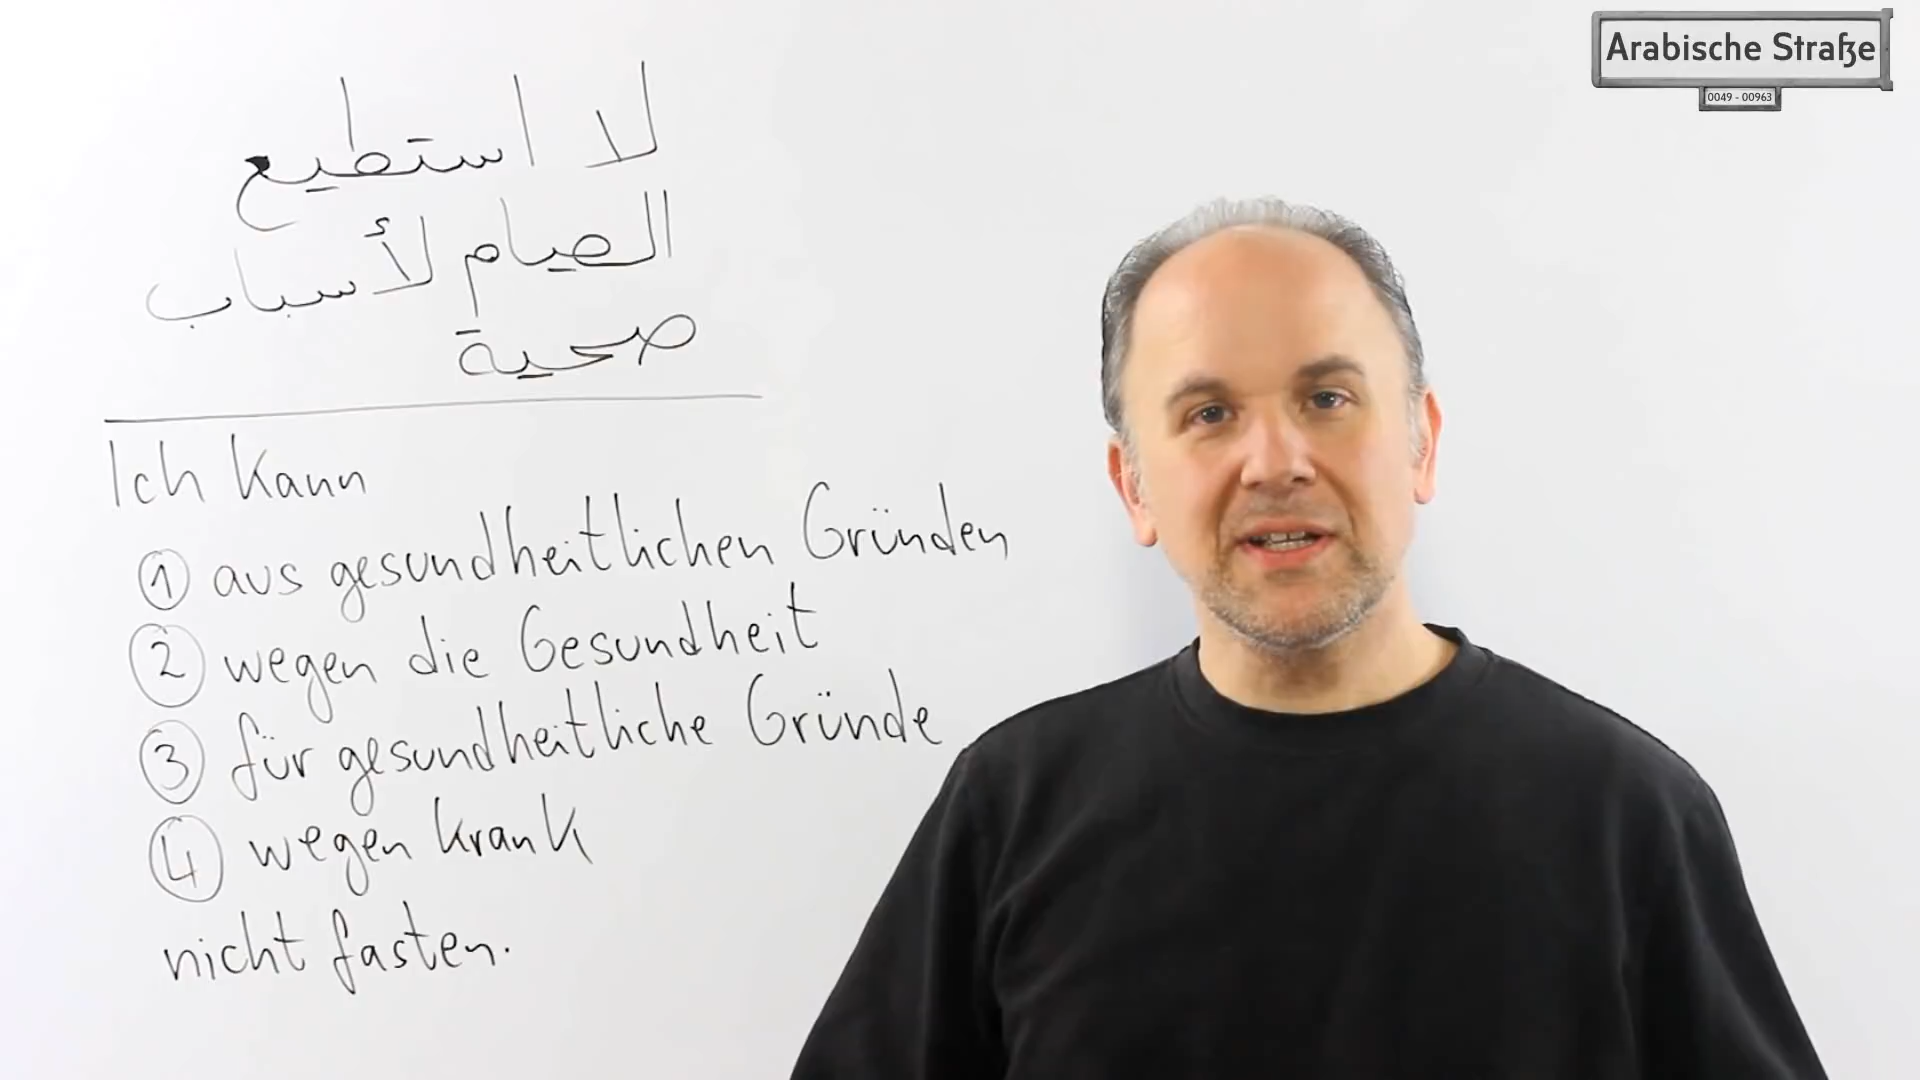 Arabische Straße
0049 - 00963
لا استطيع
الصيام لأسباب
صحية
Ich kann
① aus gesundheitlichen Gründen
② wegen die Gesundheit
③ für gesundheitliche Gründe
④ wegen krank
nicht fasten.